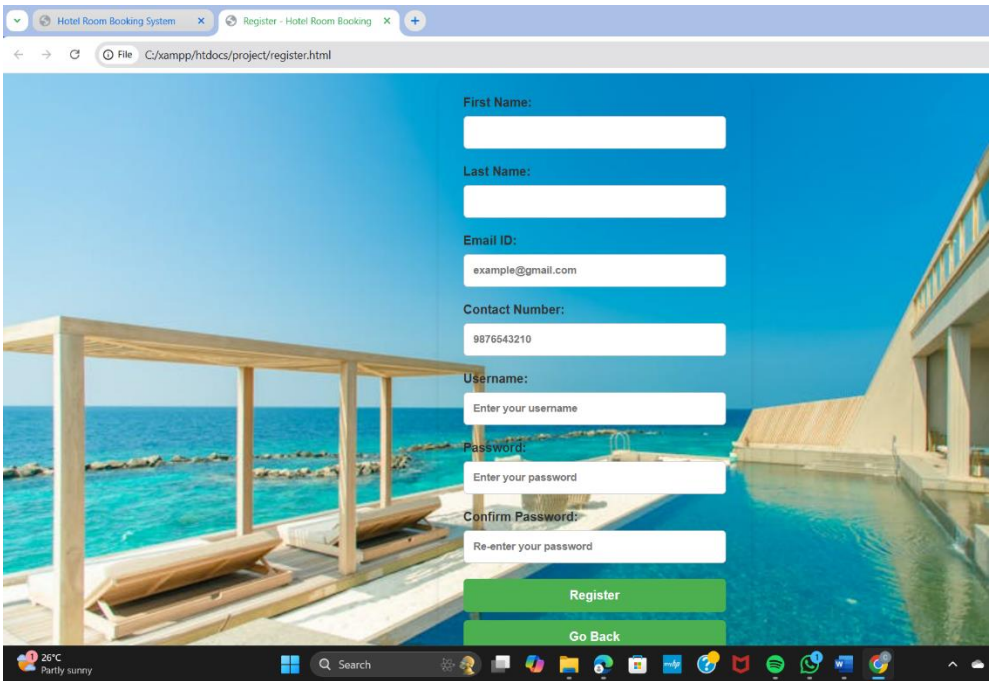 Hotel Room Booking System
Register - Hotel Room Booking
File C:/xampp/htdocs/project/register.html
First Name:
Last Name:
Email ID:
example@gmail.com
Contact Number:
9876543210
Username:
Enter your username
Password:
Enter your password
Confirm Password:
Re-enter your password
Register
Go Back
1
26°C
Partly sunny
Search
1